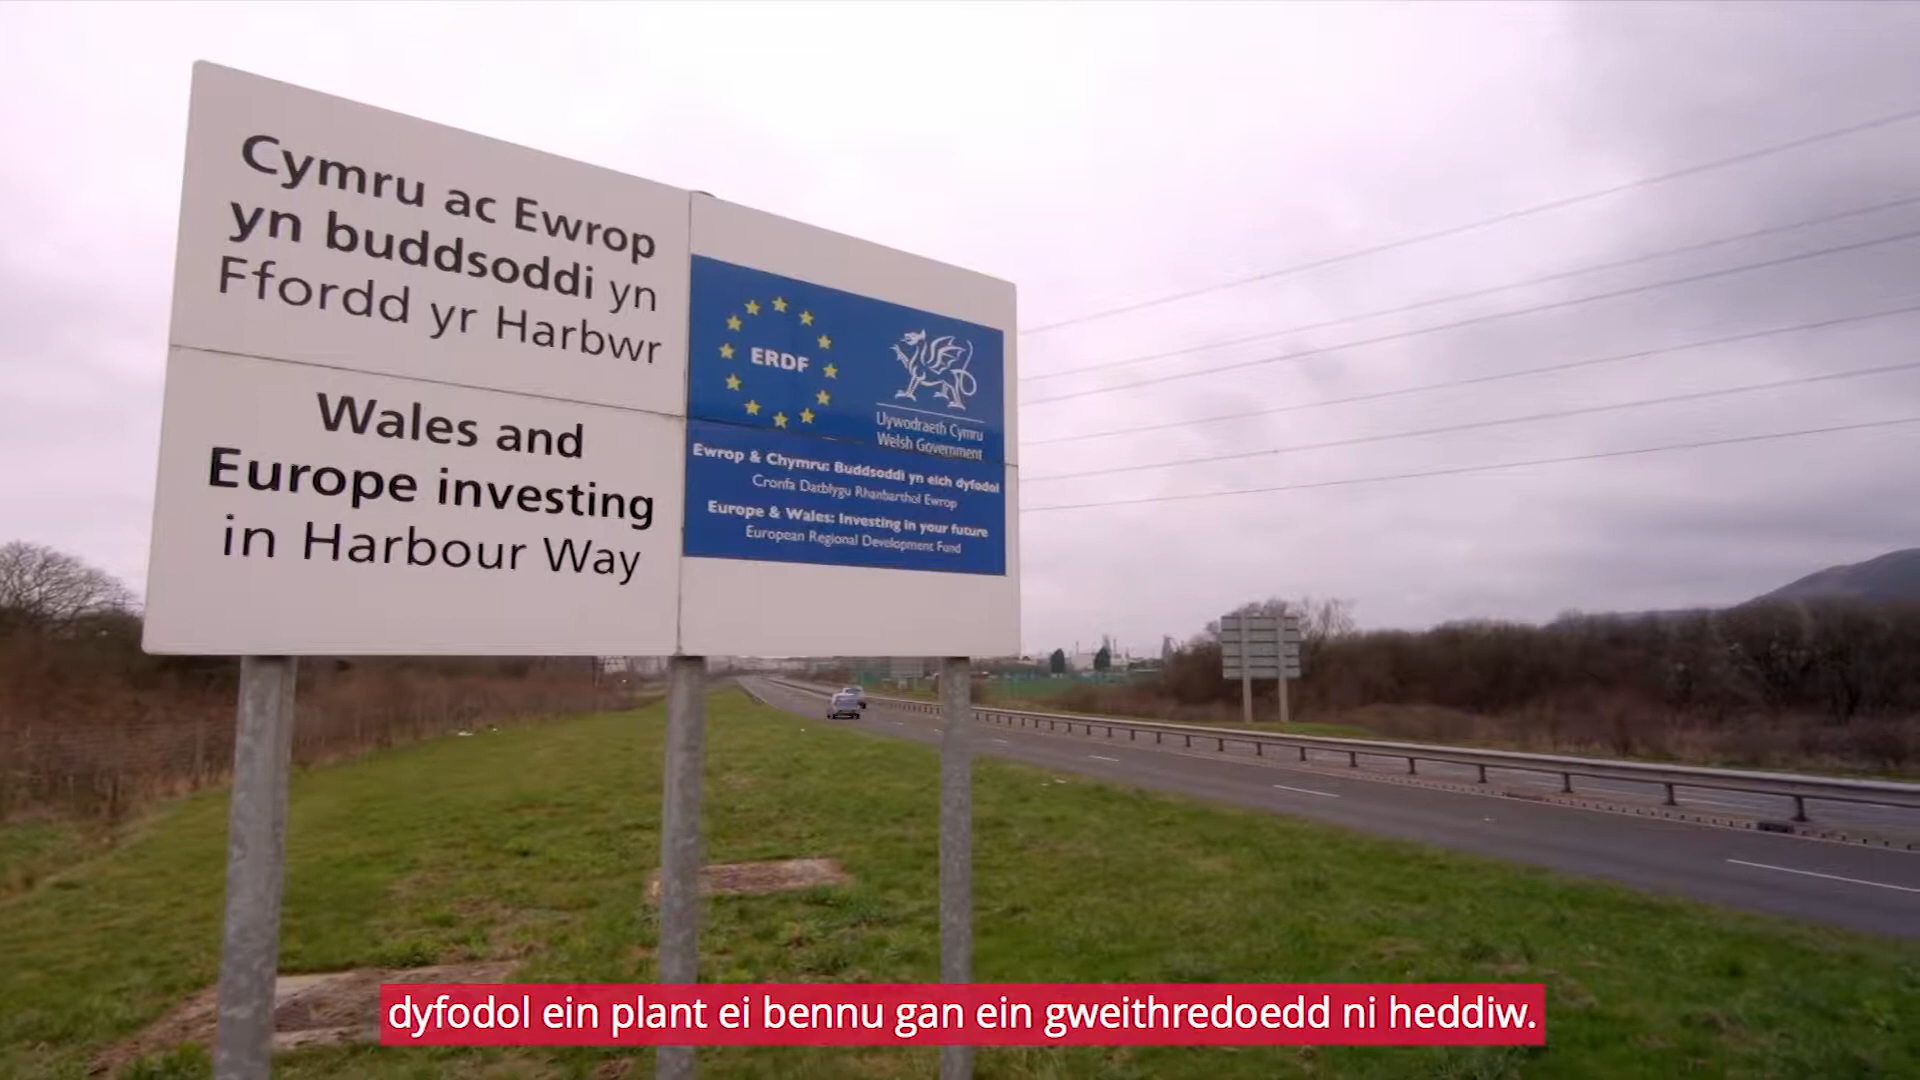 Cymru ac Ewrop
yn buddsoddi yn
Ffordd yr Harbwr
Wales and
Europe investing
in Harbour Way
ERDF
Llywodraeth Cymru
Welsh Government
Ewrop & Chymru: Buddsoddi yn eich dyfodol
Cronfa Datblygu Rhanbarthol Ewrop
Europe & Wales: Investing in your future
European Regional Development Fund
dyfodol ein plant ei bennu gan ein gweithredoedd ni heddiw.